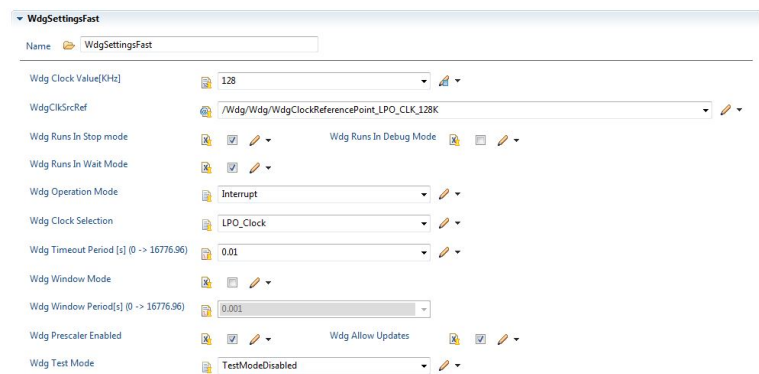 WdgSettingsFast
Name WdgSettingsFast
Wdg Clock Value[KHz] 128
WdgClkSrcRef /Wdg/Wdg/WdgClockReferencePoint_LPO_CLK_128K
Wdg Runs In Stop mode Wdg Runs In Debug Mode
Wdg Runs In Wait Mode
Wdg Operation Mode Interrupt
Wdg Clock Selection LPO_Clock
Wdg Timeout Period [s] (0 -> 16776.96) 0.01
Wdg Window Mode
Wdg Window Period[s] (0 -> 16776.96) 0.001
Wdg Prescaler Enabled Wdg Allow Updates
Wdg Test Mode TestModeDisabled